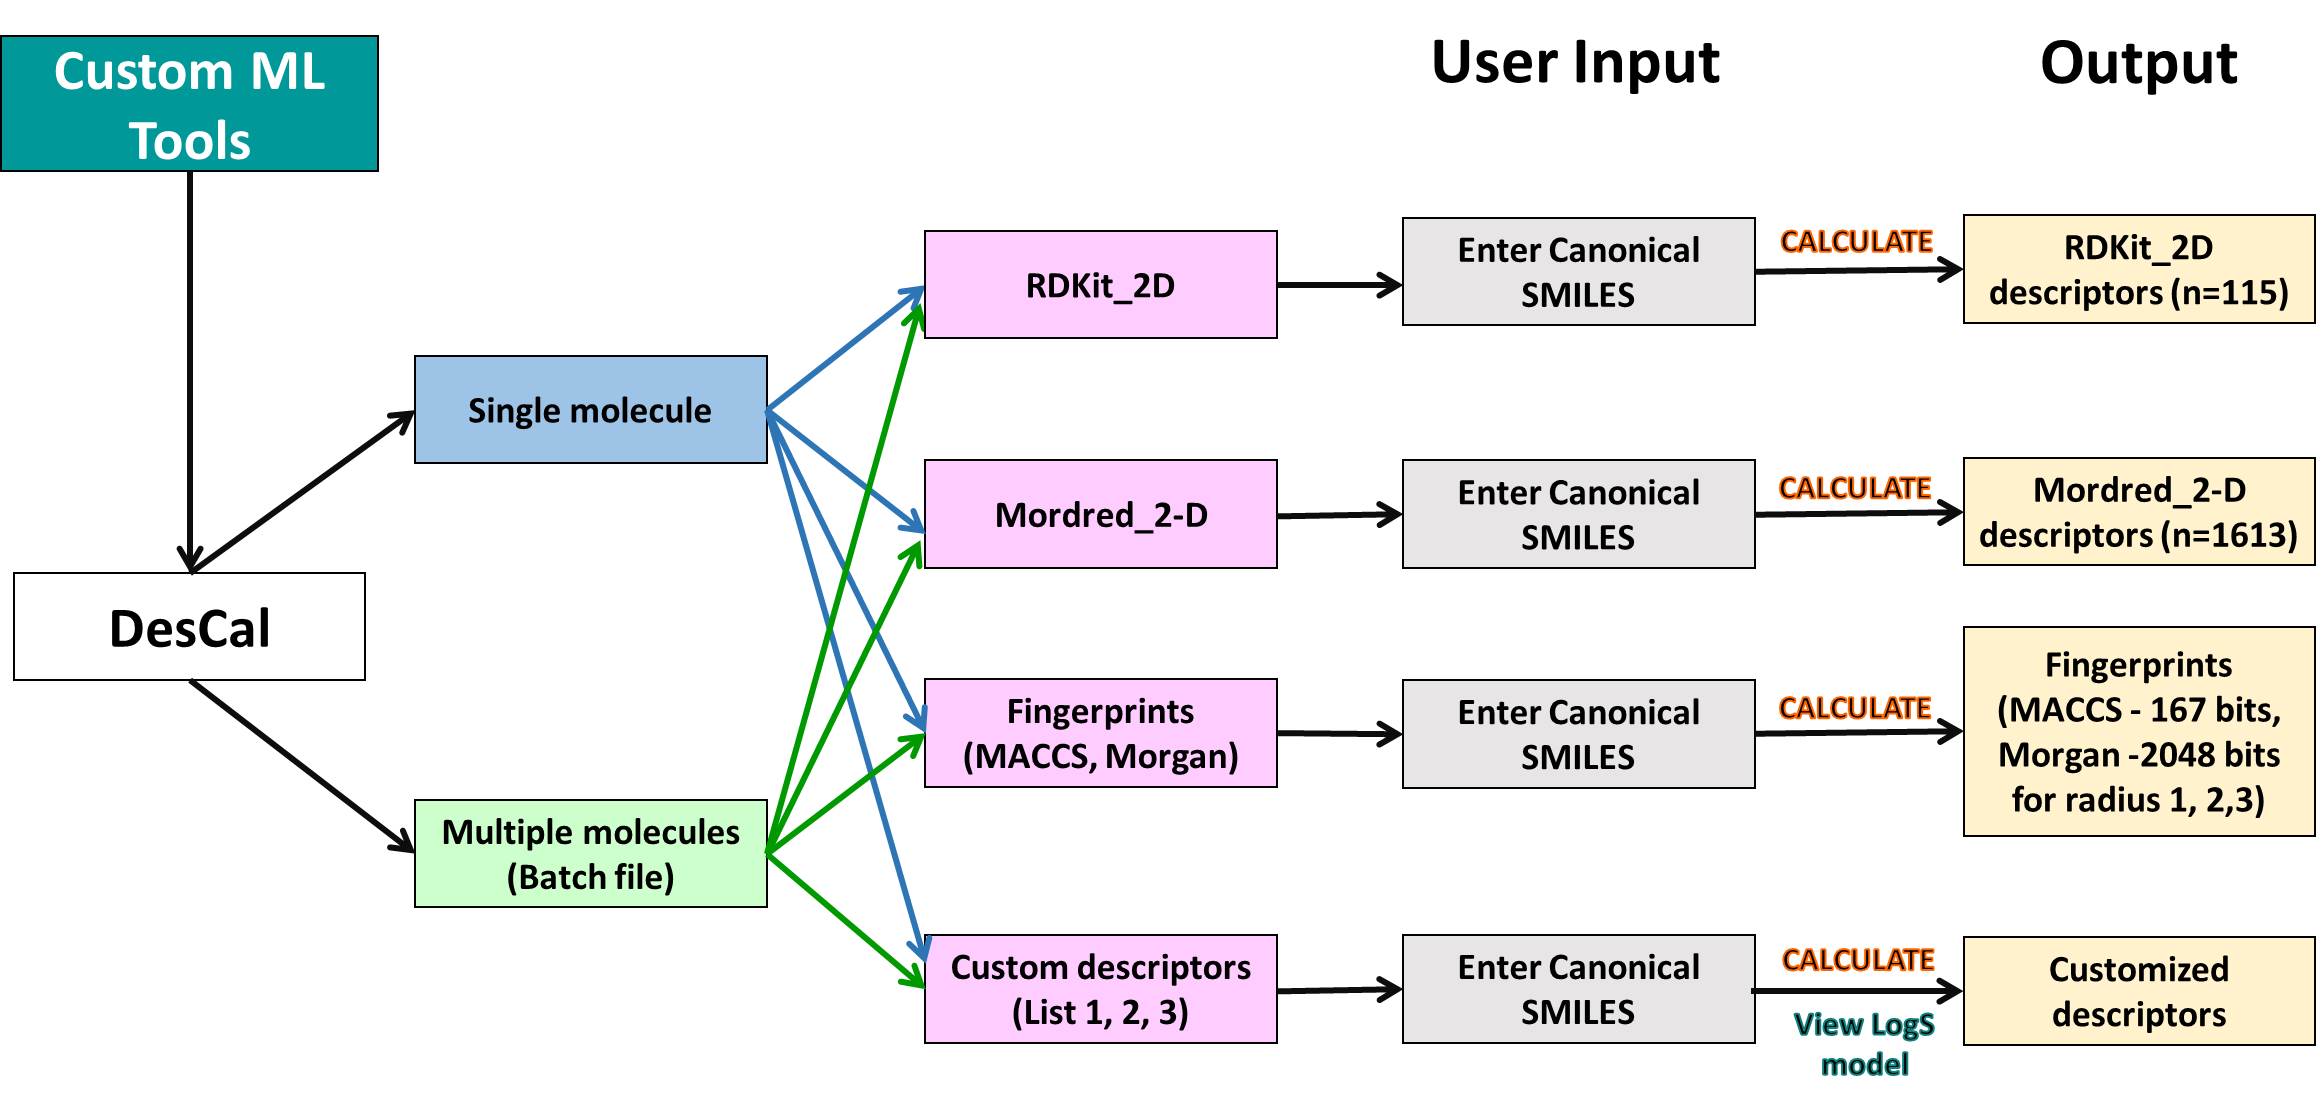 Custom ML
Tools
User Input
Output
DesCal
Single molecule
Multiple molecules
(Batch file)
RDKit_2D
Enter Canonical
SMILES
CALCULATE
RDKit_2D
descriptors (n=115)
Mordred_2-D
Enter Canonical
SMILES
CALCULATE
Mordred_2-D
descriptors (n=1613)
Fingerprints
(MACCS, Morgan)
Enter Canonical
SMILES
CALCULATE
Fingerprints
(MACCS - 167 bits,
Morgan -2048 bits
for radius 1, 2,3)
Custom descriptors
(List 1, 2, 3)
Enter Canonical
SMILES
CALCULATE
View LogS
model
Customized
descriptors